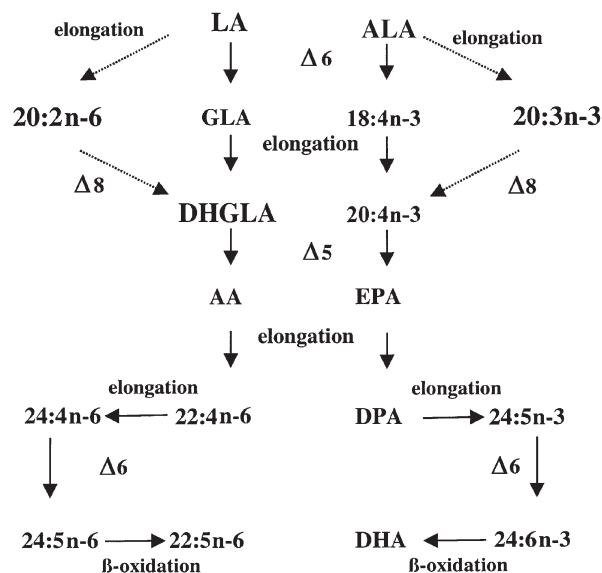 LA ALA
elongation elongation
Δ6
20:2n-6 GLA 18:4n-3 20:3n-3
elongation
Δ8 Δ8
DHGLA 20:4n-3
Δ5
AA EPA
elongation
elongation elongation
24:4n-6 22:4n-6 DPA 24:5n-3
Δ6 Δ6
24:5n-6 22:5n-6 DHA 24:6n-3
ß-oxidation ß-oxidation